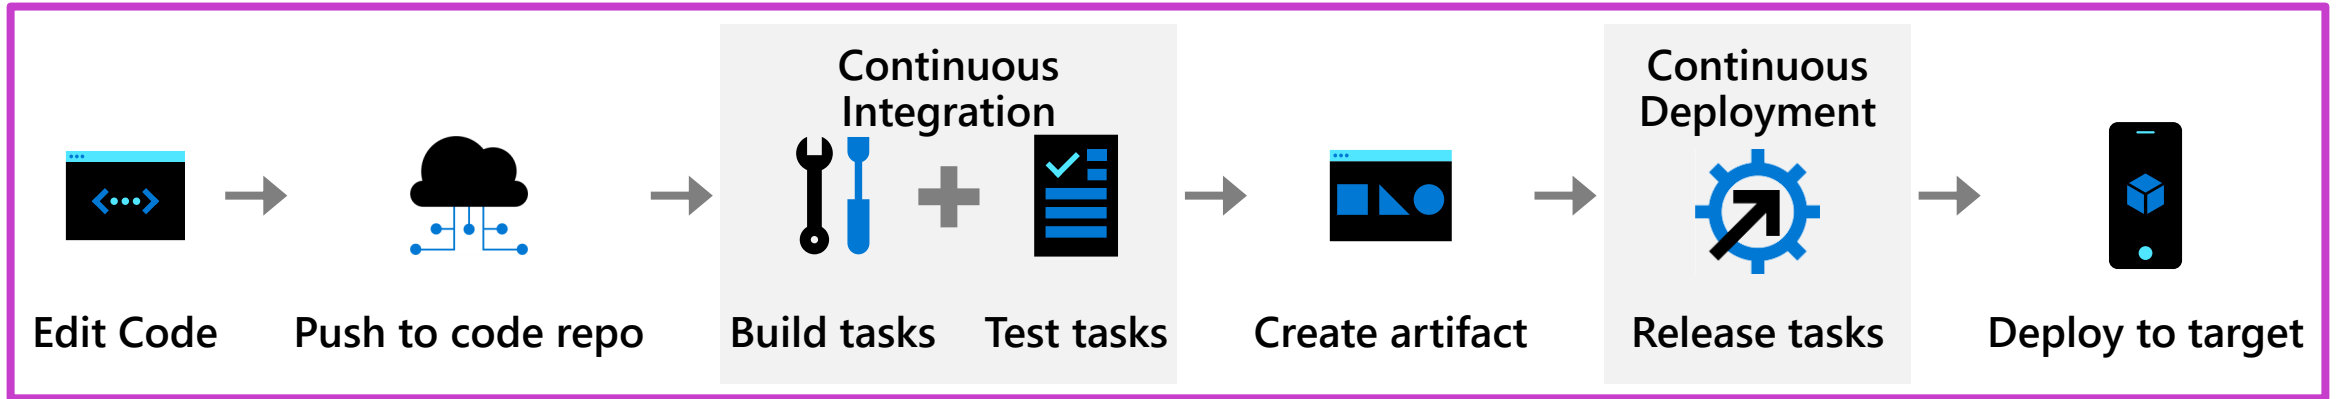 Continuous
Integration
Continuous
Deployment
Edit Code
Push to code repo
Build tasks
Test tasks
Create artifact
Release tasks
Deploy to target